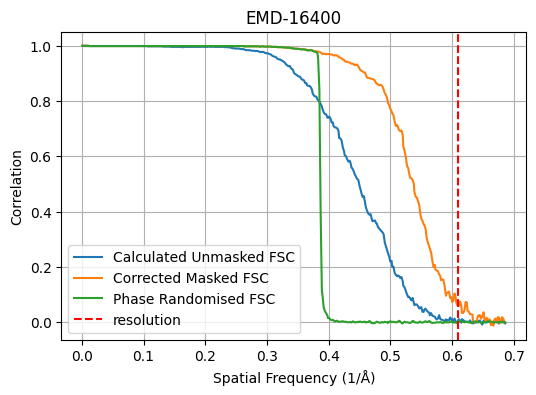 EMD-16400
1.0
0.8
0.6
0.4
0.2
0.0
Correlation
Calculated Unmasked FSC
Corrected Masked FSC
Phase Randomised FSC
resolution
0.0 0.1 0.2 0.3 0.4 0.5 0.6 0.7
Spatial Frequency (1/Å)